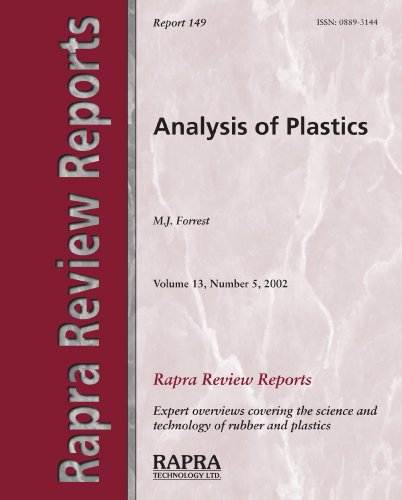 Rapra Review Reports
Report 149
ISSN: 0889-3144
Analysis of Plastics
M.J. Forrest
Volume 13, Number 5, 2002
Rapra Review Reports
Expert overviews covering the science and
technology of rubber and plastics
RAPRA
TECHNOLOGY LTD.